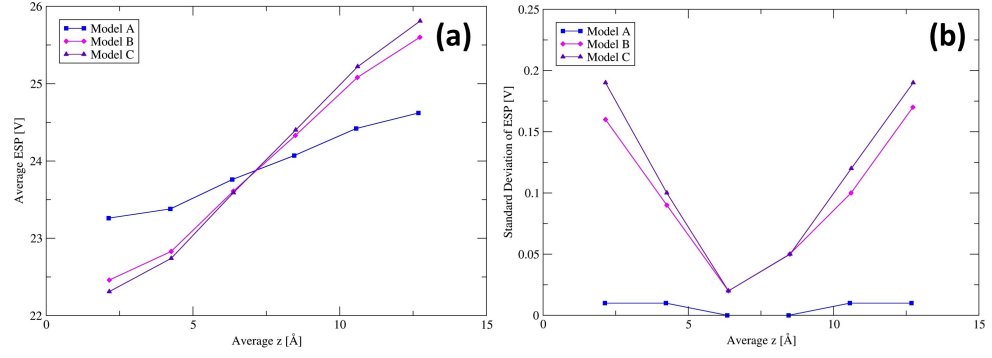 (a)
Model A
Model B
Model C
26
25
24
23
22
Average ESP [V]
0
5
10
15
Average z [Å]
(b)
Model A
Model B
Model C
0.25
0.2
0.15
0.1
0.05
0
Standard Deviation of ESP [V]
0
5
10
15
Average z [Å]